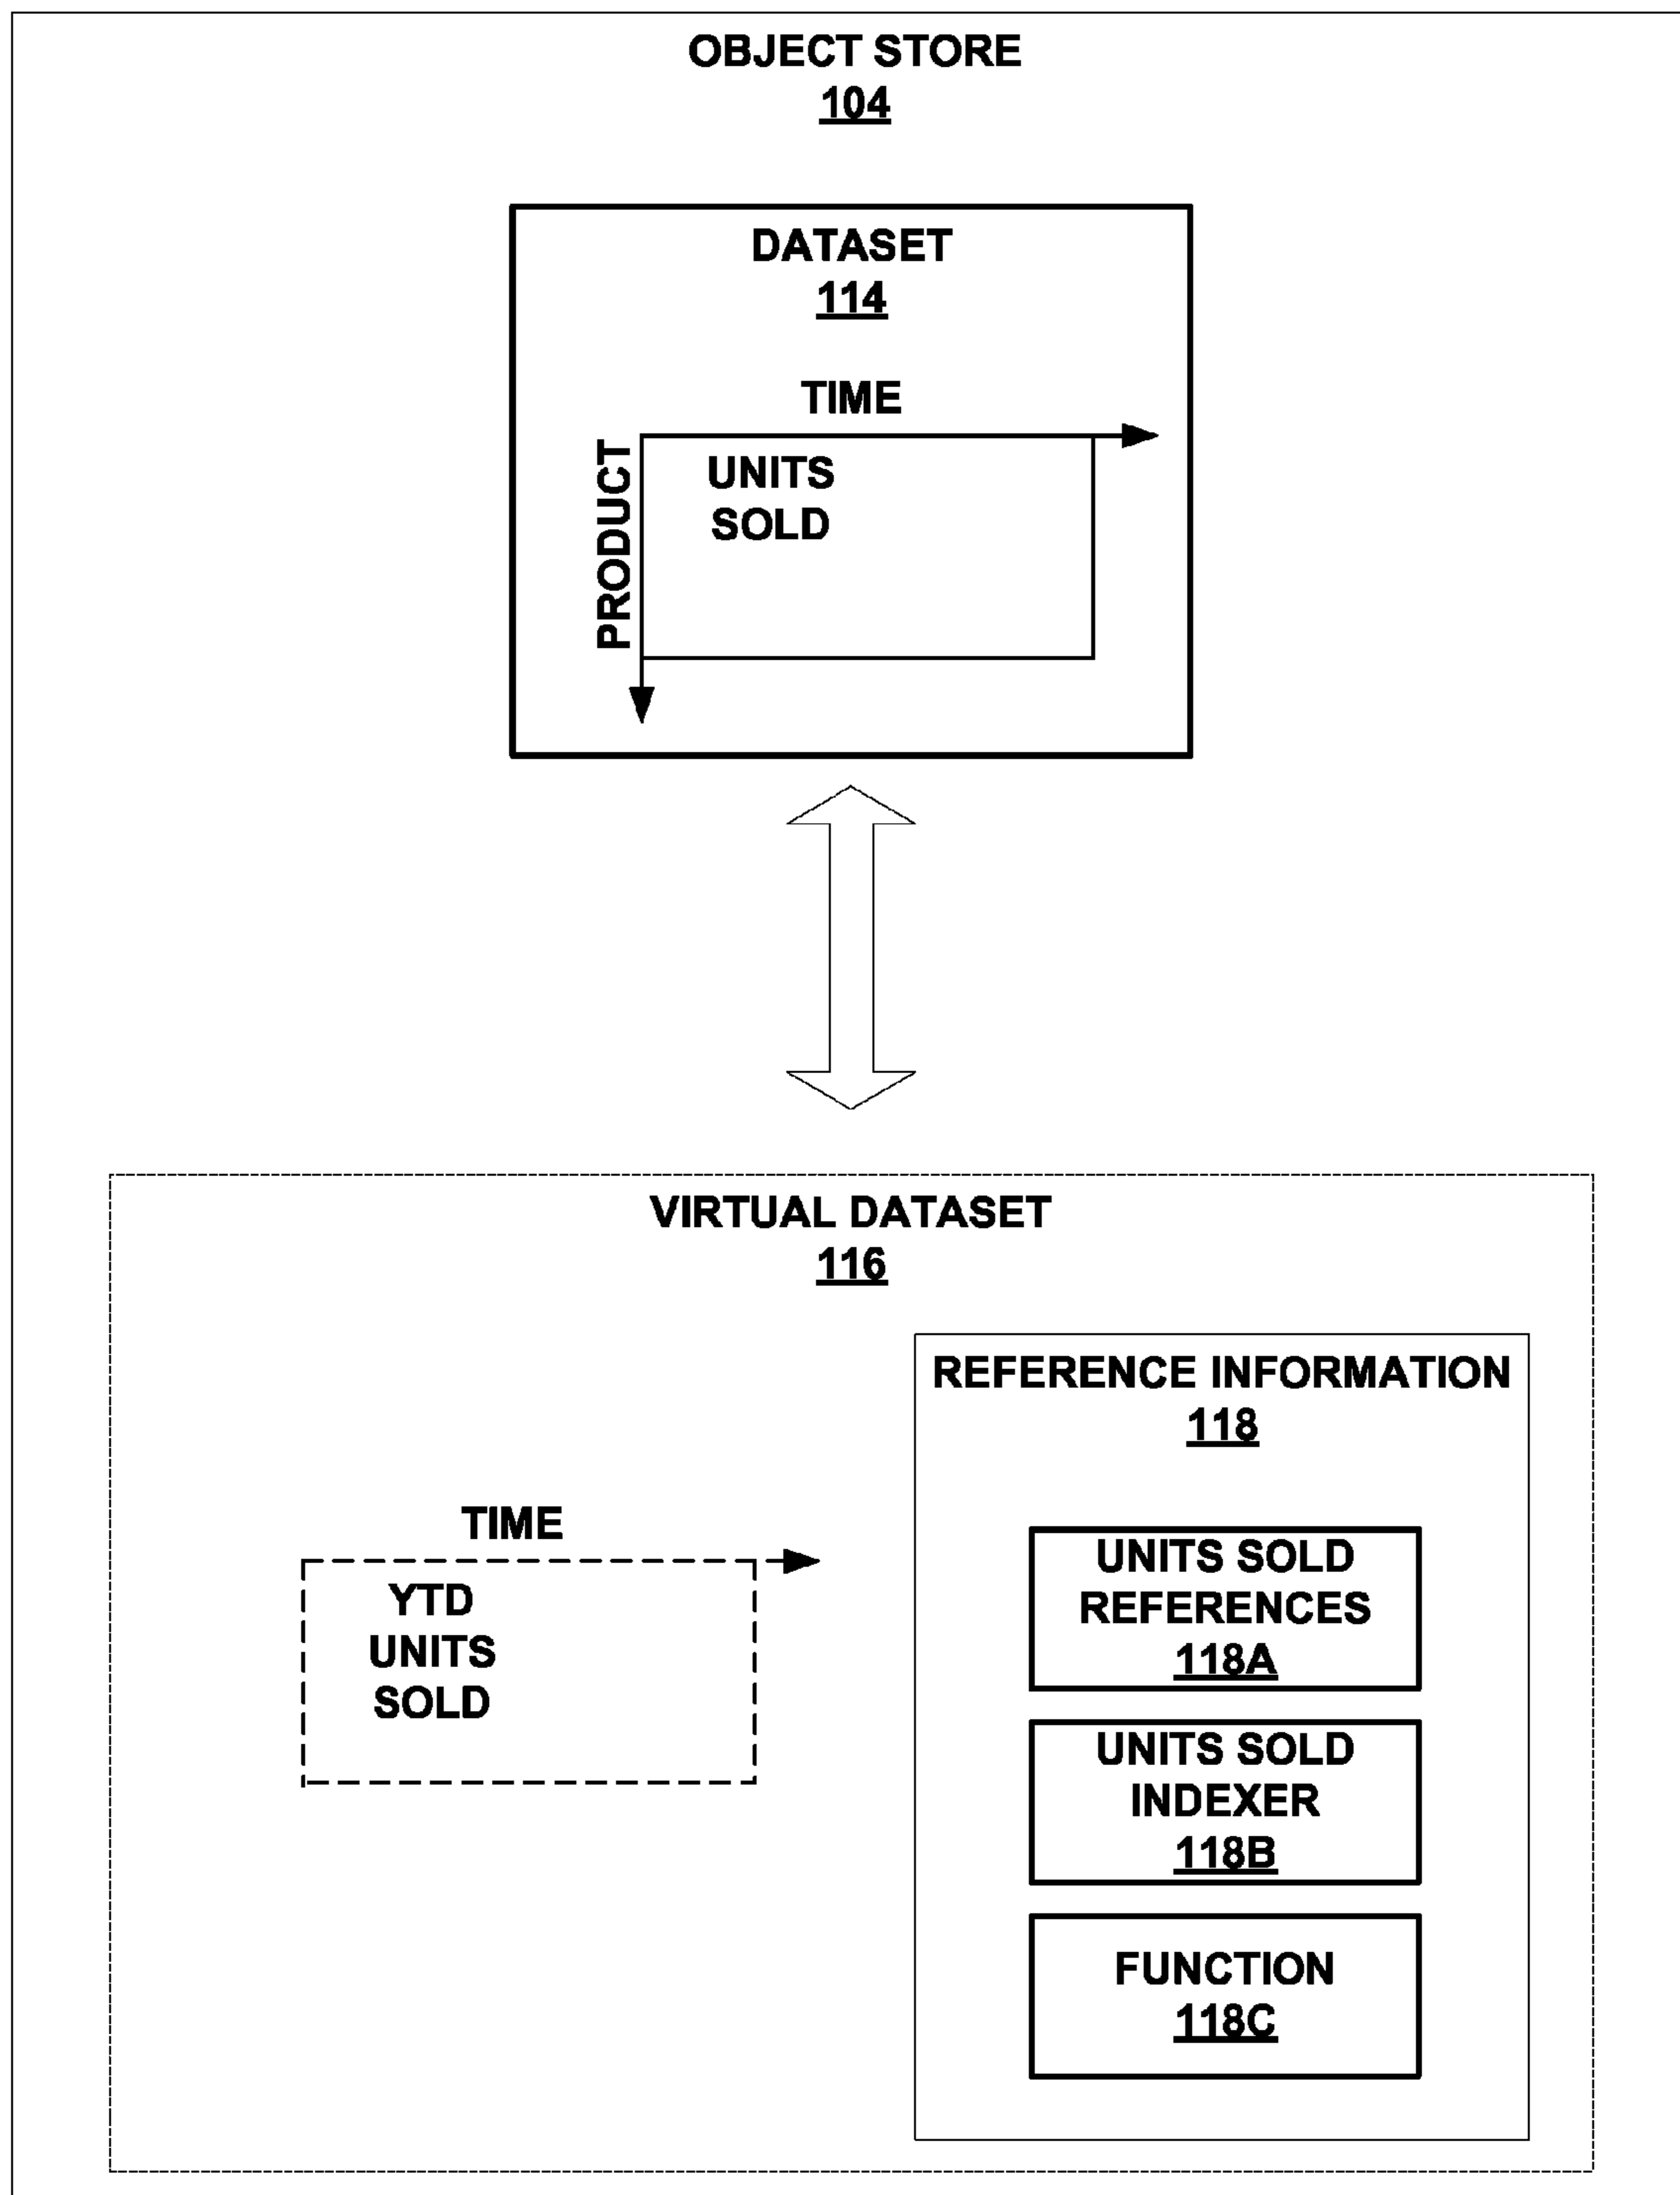 OBJECT STORE
104
DATASET
114
TIME
PRODUCT
UNITS
SOLD
VIRTUAL DATASET
116
REFERENCE INFORMATION
118
TIME
YTD
UNITS
SOLD
UNITS SOLD
REFERENCES
118A
UNITS SOLD
INDEXER
118B
FUNCTION
118C